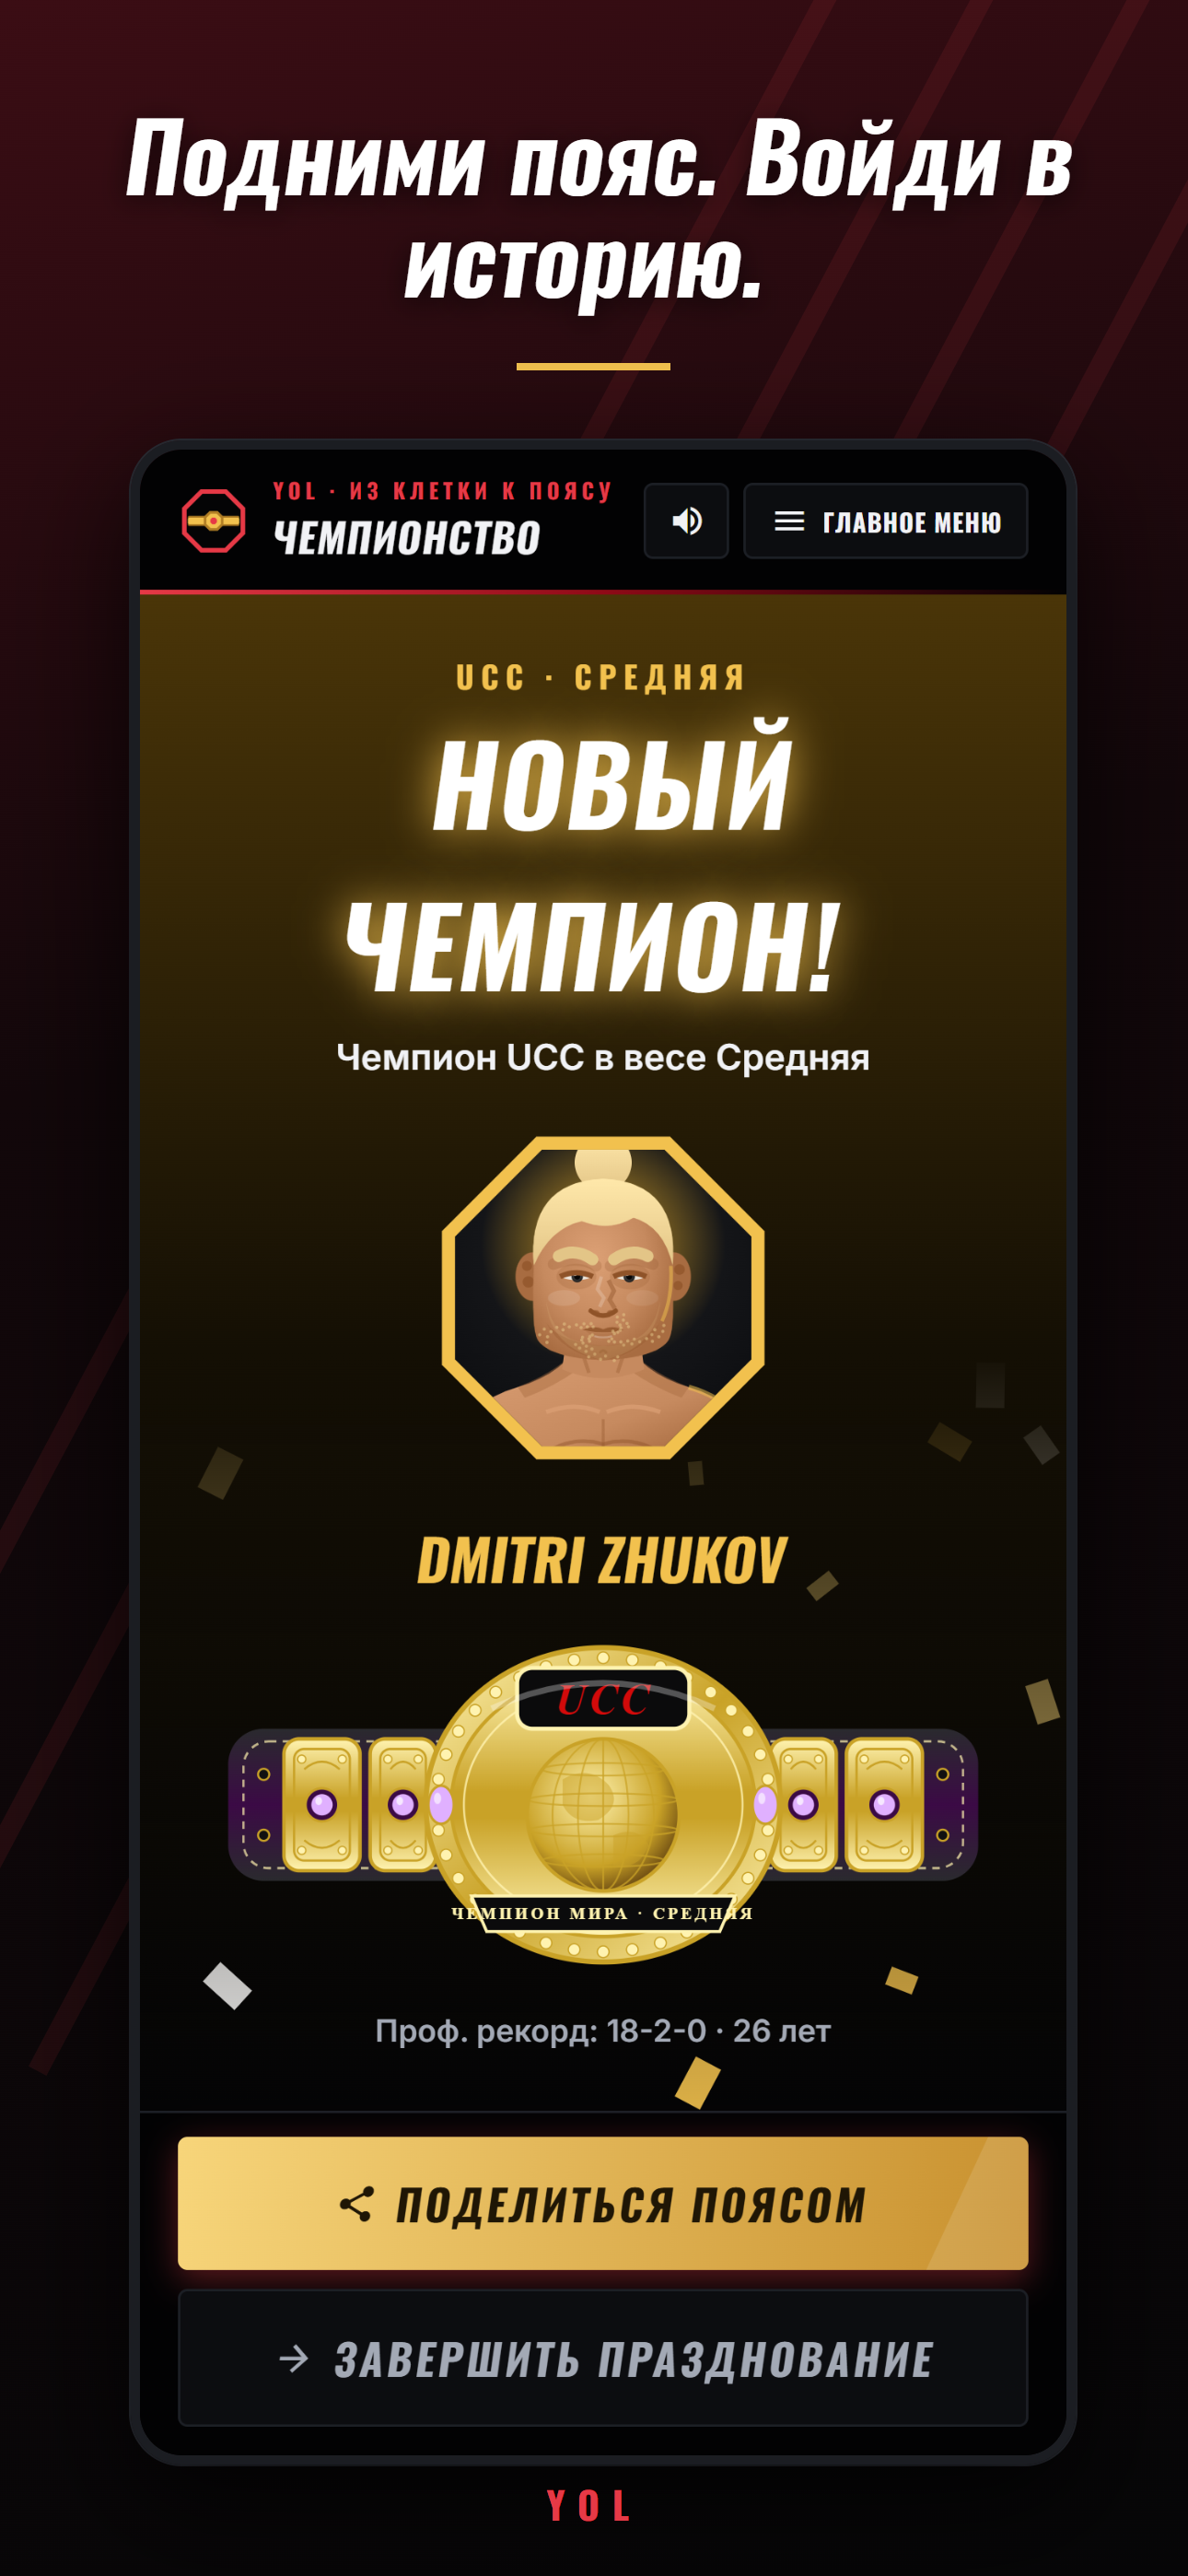 Подними пояс. Войди в
историю.
YOL · ИЗ КЛЕТКИ К ПОЯСУ
ЧЕМПИОНСТВО
ГЛАВНОЕ МЕНЮ
UCC · СРЕДНЯЯ
НОВЫЙ
ЧЕМПИОН!
Чемпион UCC в весе Средняя
DMITRI ZHUKOV
UCC
ЧЕМПИОН МИРА · СРЕДНЯЯ
Проф. рекорд: 18-2-0 · 26 лет
ПОДЕЛИТЬСЯ ПОЯСОМ
ЗАВЕРШИТЬ ПРАЗДНОВАНИЕ
YOL